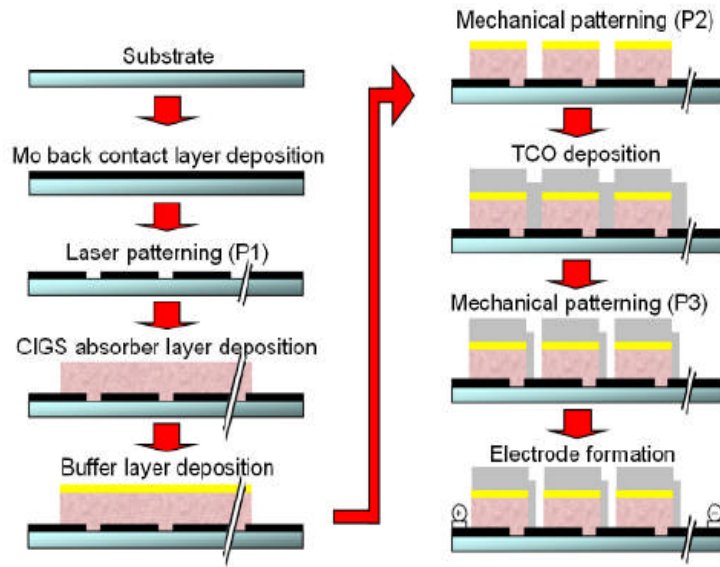 Substrate
Mo back contact layer deposition
Laser patterning (P1)
CIGS absorber layer deposition
Buffer layer deposition
Mechanical patterning (P2)
TCO deposition
Mechanical patterning (P3)
Electrode formation
+
-